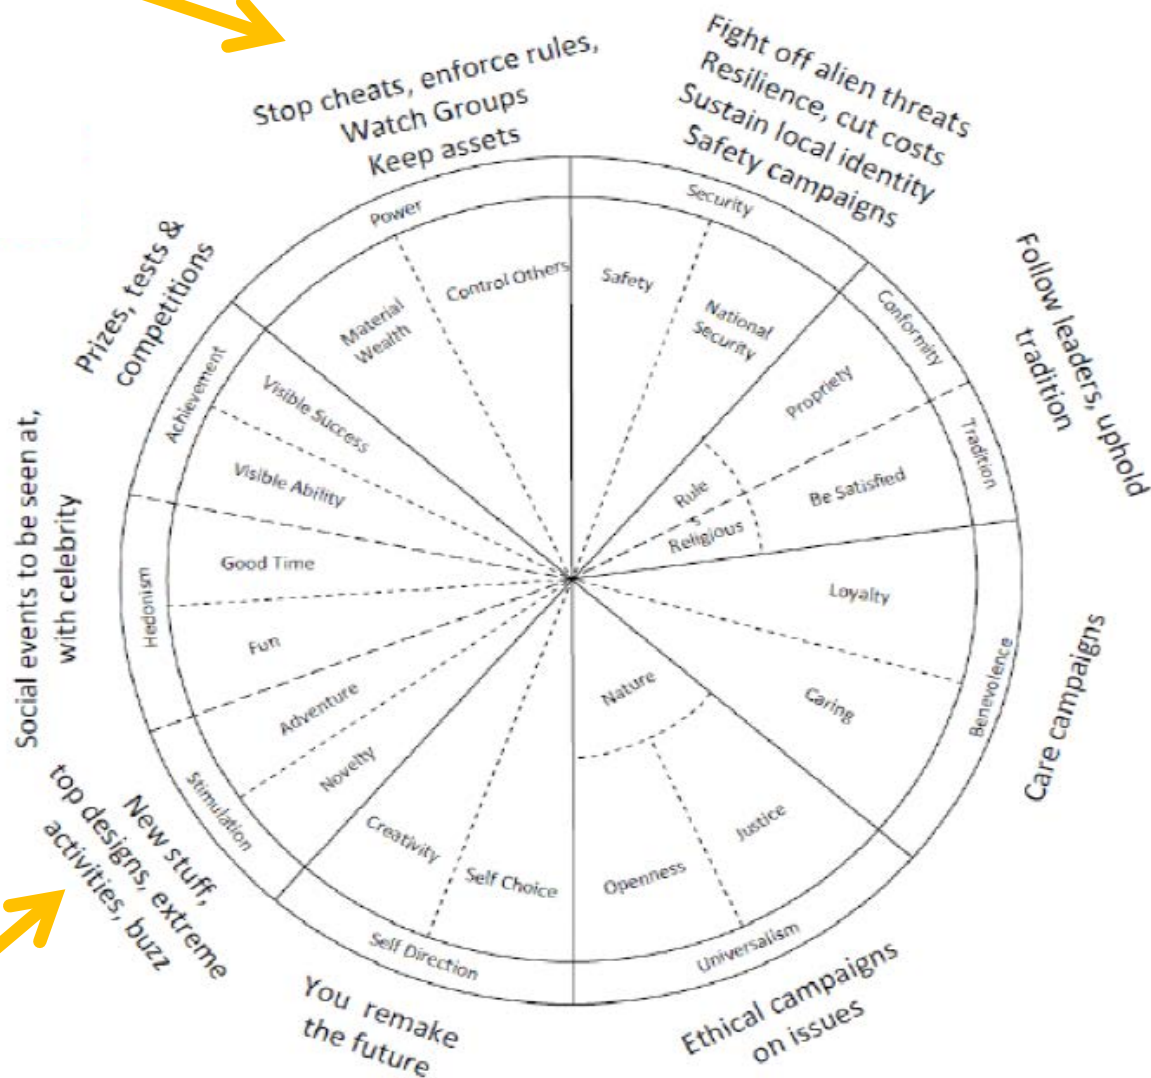 Stop cheats, enforce rules,
Watch Groups
Keep assets
Fight off alien threats
Resilience, cut costs
Sustain local identity
Safety campaigns
Follow leaders, uphold
tradition
Care campaigns
Ethical campaigns
on issues
You remake
the future
New stuff,
top designs, extreme
activities, buzz
Social events to be seen at,
with celebrity
Prizes, tests &
competitions
Power
Security
Conformity
Tradition
Benevolence
Universalism
Self Direction
Stimulation
Hedonism
Achievement
Control Others
Safety
National
Security
Propriety
Rule
s
Be Satisfied
Religious
Loyalty
Caring
Nature
Justice
Openness
Self Choice
Creativity
Novelty
Adventure
Fun
Good Time
Visible Ability
Visible Success
Material
Wealth